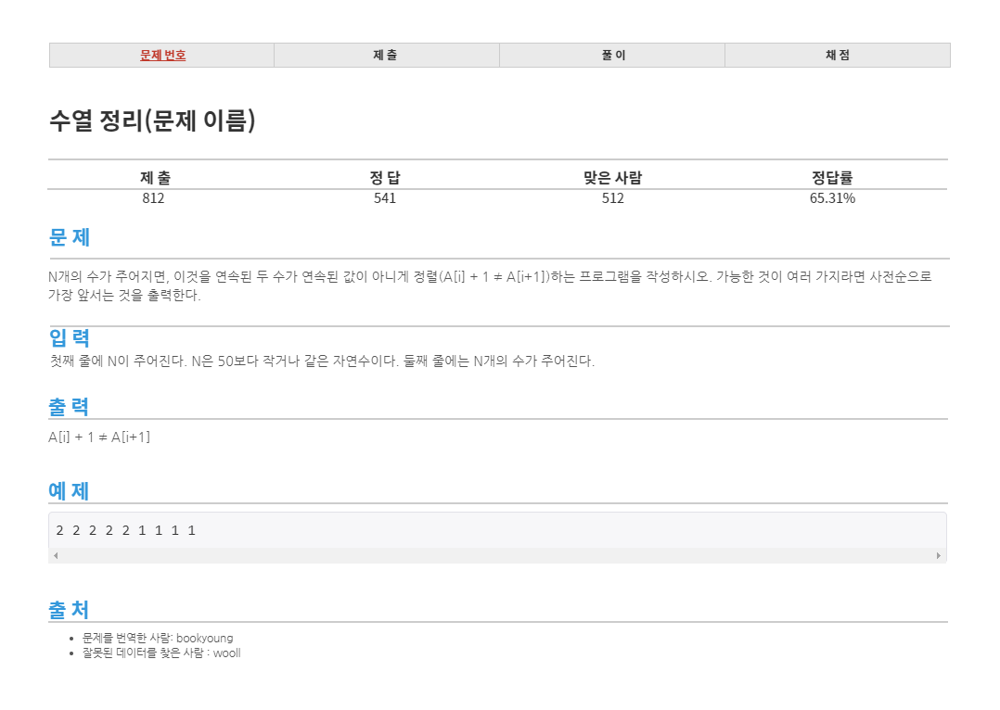 문제 번호 제 출 풀 이 채 점
수열 정리(문제 이름)
제 출 정 답 맞은 사람 정답률
812 541 512 65.31%
문 제
N개의 수가 주어지면, 이것을 연속된 두 수가 연속된 값이 아니게 정렬(A[i] + 1 ≠ A[i+1])하는 프로그램을 작성하시오. 가능한 것이 여러 가지라면 사전순으로
가장 앞서는 것을 출력한다.
입 력
첫째 줄에 N이 주어진다. N은 50보다 작거나 같은 자연수이다. 둘째 줄에는 N개의 수가 주어진다.
출 력
A[i] + 1 ≠ A[i+1]
예 제
2 2 2 2 2 1 1 1 1
출 처
• 문제를 번역한 사람: bookyoung
• 잘못된 데이터를 찾은 사람 : wooll